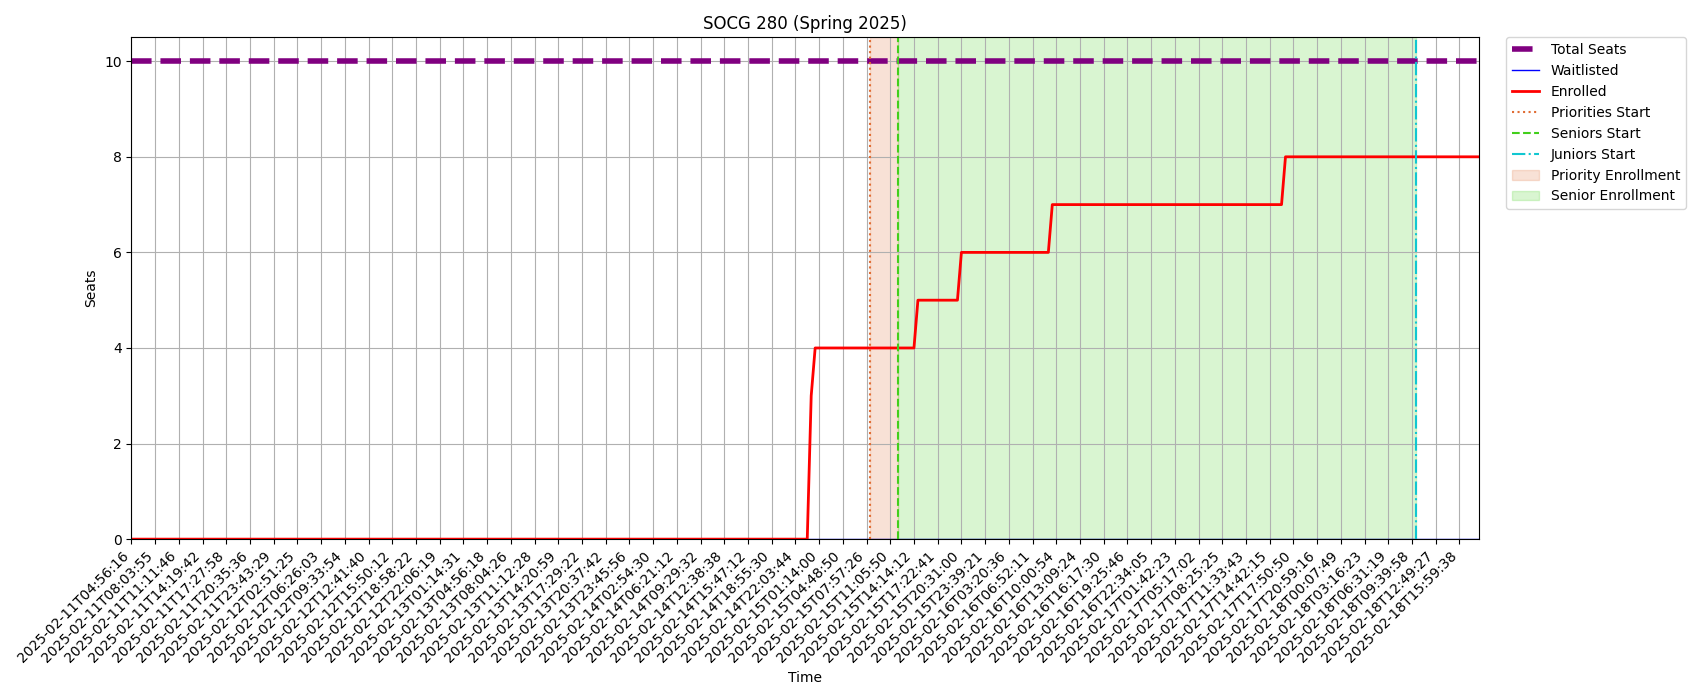 SOCG 280 (Spring 2025)
10
8
6
4
2
0
Seats
2025-02-11T04:56:16
2025-02-11T08:03:55
2025-02-11T11:11:46
2025-02-11T14:19:42
2025-02-11T17:27:58
2025-02-11T20:35:36
2025-02-11T23:43:29
2025-02-12T02:51:25
2025-02-12T06:26:03
2025-02-12T09:33:54
2025-02-12T12:41:40
2025-02-12T15:50:12
2025-02-12T18:58:22
2025-02-12T22:06:19
2025-02-13T01:14:31
2025-02-13T04:56:18
2025-02-13T08:04:26
2025-02-13T11:12:28
2025-02-13T14:20:59
2025-02-13T17:29:22
2025-02-13T20:37:42
2025-02-13T23:45:56
2025-02-14T02:54:30
2025-02-14T06:21:12
2025-02-14T09:29:32
2025-02-14T12:38:38
2025-02-14T15:47:12
2025-02-14T18:55:30
2025-02-14T22:03:44
2025-02-15T01:14:00
2025-02-15T04:48:50
2025-02-15T07:57:26
2025-02-15T11:05:50
2025-02-15T14:14:12
2025-02-15T17:22:41
2025-02-15T20:31:00
2025-02-15T23:39:21
2025-02-16T03:20:36
2025-02-16T06:52:11
2025-02-16T10:00:54
2025-02-16T13:09:24
2025-02-16T16:17:30
2025-02-16T19:25:46
2025-02-16T22:34:05
2025-02-17T01:42:23
2025-02-17T05:17:02
2025-02-17T08:25:25
2025-02-17T11:33:43
2025-02-17T14:42:15
2025-02-17T17:50:50
2025-02-17T20:59:16
2025-02-18T00:07:49
2025-02-18T03:16:23
2025-02-18T06:31:19
2025-02-18T09:39:58
2025-02-18T12:49:27
2025-02-18T15:59:38
Time
Total Seats
Waitlisted
Enrolled
Priorities Start
Seniors Start
Juniors Start
Priority Enrollment
Senior Enrollment